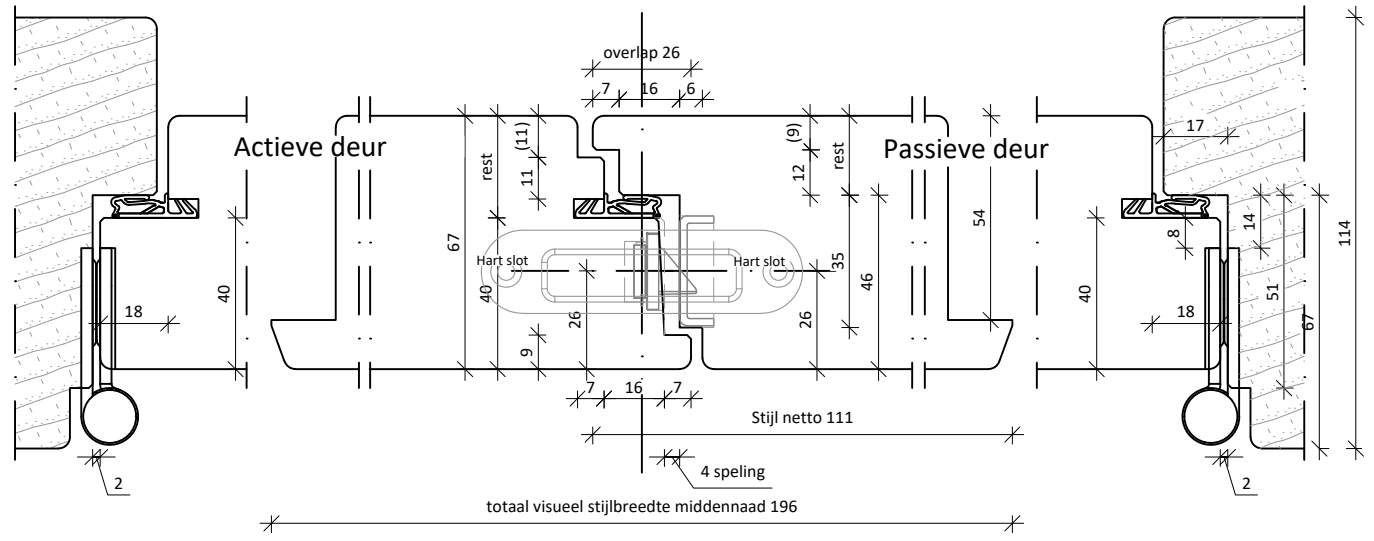 overlap 26
7 16 6
17
Actieve deur
Passieve deur
67
rest
(11)
11
(9)
12
rest
54
8
14
114
Hart slot
Hart slot
40
18
40
26
9
35
46
26
40
18
51
67
7 16 7
Stijl netto 111
4 speling
2
2
totaal visueel stijlbreedte middennaad 196